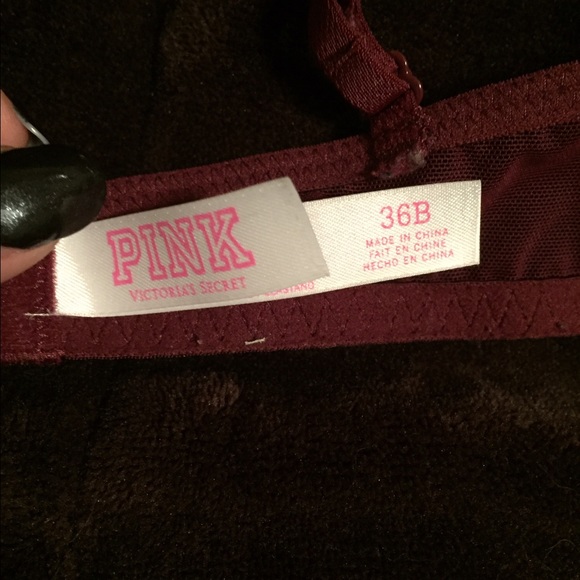 PINK
VICTORIA'S SECRET
36B
MADE IN CHINA
FAIT EN CHINE
HECHO EN CHINA